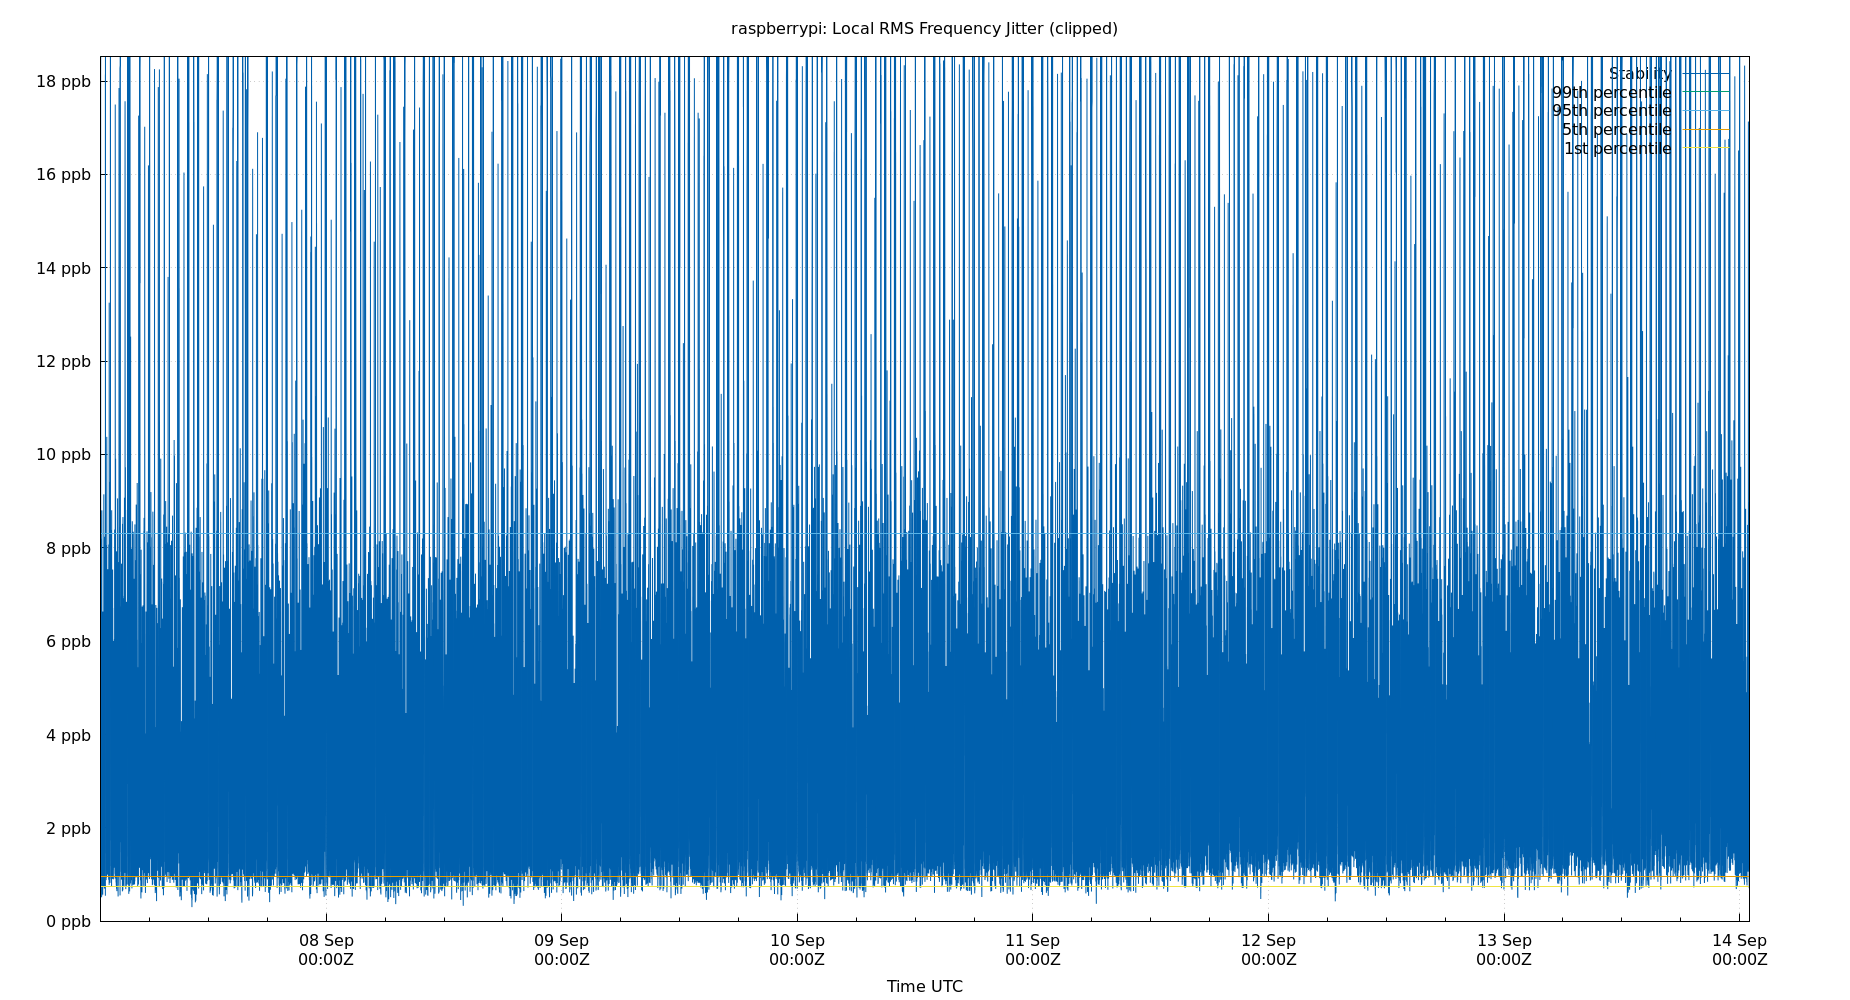 raspberrypi: Local RMS Frequency Jitter (clipped)
18 ppb
16 ppb
14 ppb
12 ppb
10 ppb
8 ppb
6 ppb
4 ppb
2 ppb
0 ppb
Stability
99th percentile
95th percentile
5th percentile
1st percentile
08 Sep 09 Sep 10 Sep 11 Sep 12 Sep 13 Sep 14 Sep
00:00Z 00:00Z 00:00Z 00:00Z 00:00Z 00:00Z 00:00Z
Time UTC